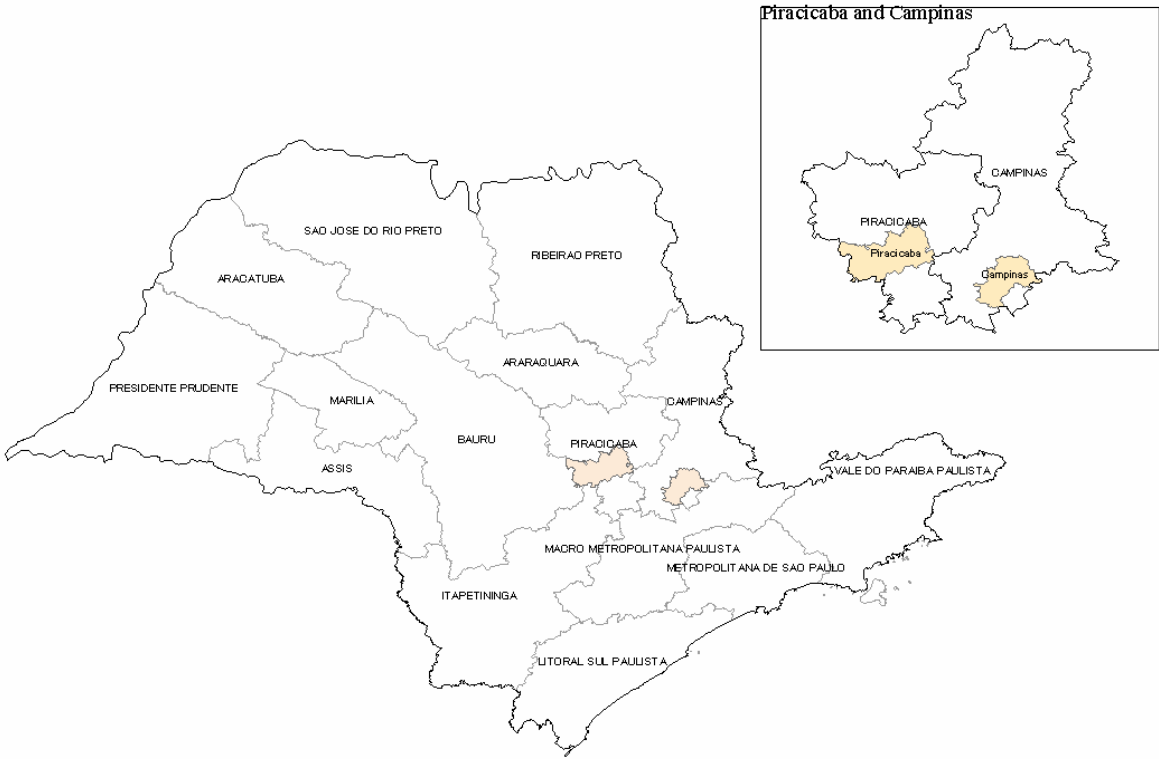 Piracicaba and Campinas
CAMPINAS
PIRACICABA
Piracicaba
Campinas
SAO JOSE DO RIO PRETO
RIBEIRAO PRETO
ARACATUBA
ARARAQUARA
PRESIDENTE PRUDENTE
MARILIA
CAMPINAS
BAURU
PIRACICABA
ASSIS
VALE DO PARAIBA PAULISTA
MACRO METROPOLITANA PAULISTA
METROPOLITANA DE SAO PAULO
ITAPETININGA
LITORAL SUL PAULISTA